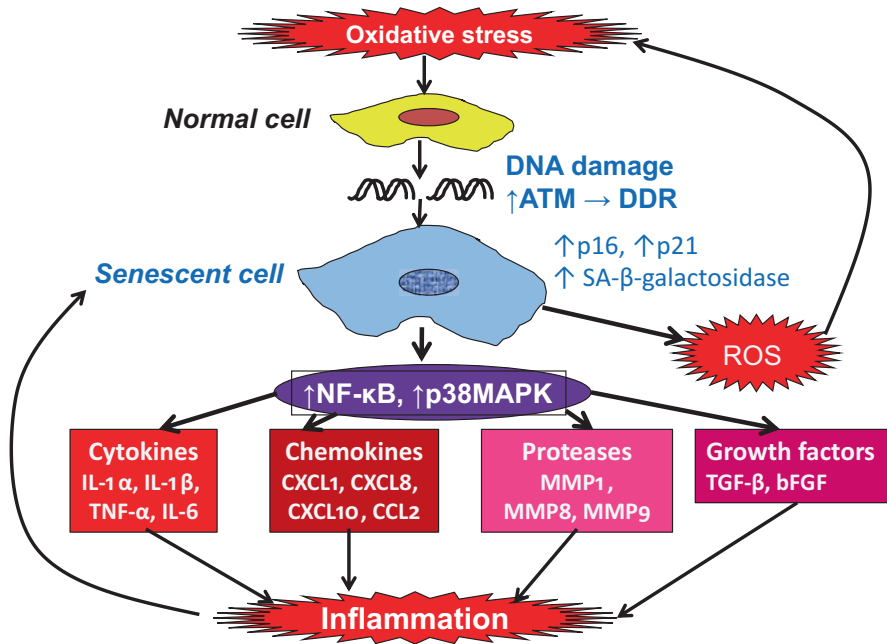 Oxidative stress
Normal cell
DNA damage
↑ATM → DDR
Senescent cell
↑p16, ↑p21
↑ SA-β-galactosidase
ROS
↑NF-κB, ↑p38MAPK
Cytokines
IL-1α, IL-1β,
TNF-α, IL-6
Chemokines
CXCL1, CXCL8,
CXCL10, CCL2
Proteases
MMP1,
MMP8, MMP9
Growth factors
TGF-β, bFGF
Inflammation